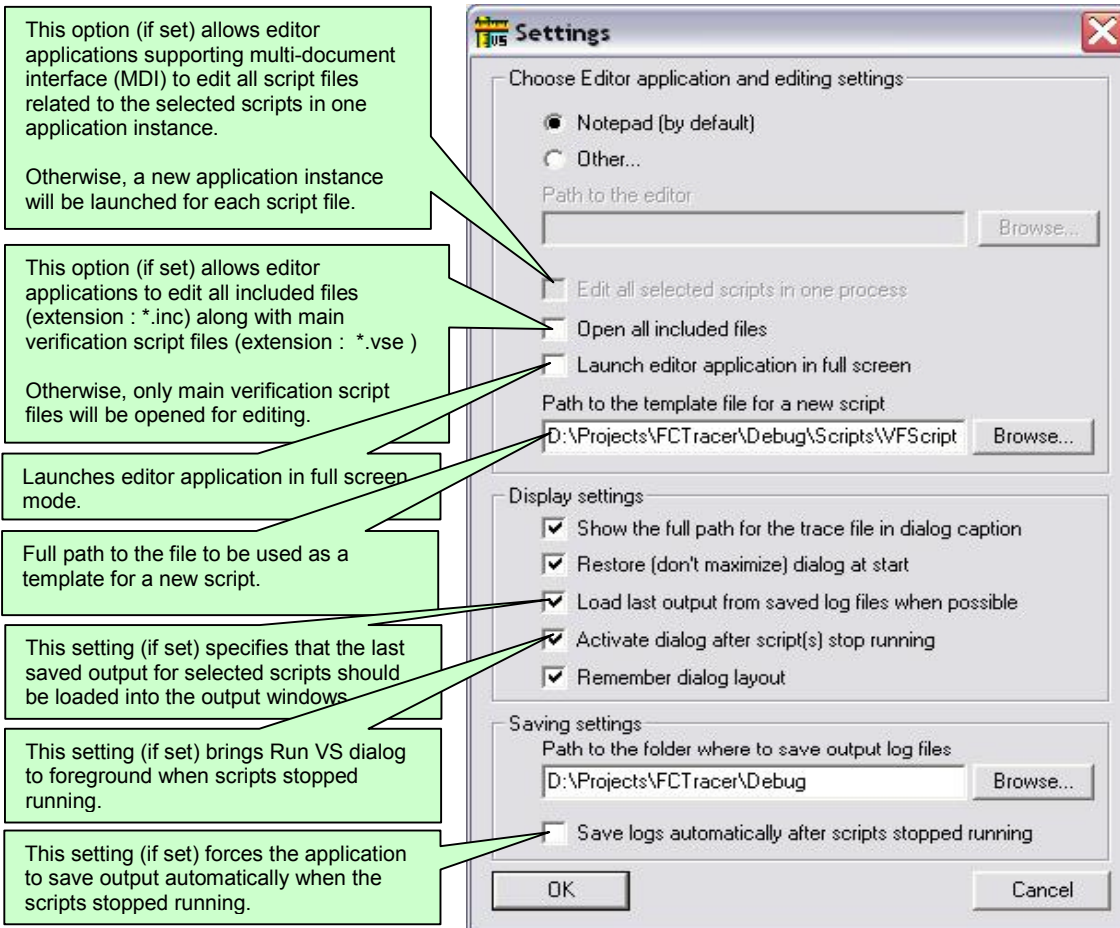 This option (if set) allows editor
applications supporting multi-document
interface (MDI) to edit all script files
related to the selected scripts in one
application instance.
Otherwise, a new application instance
will be launched for each script file.
This option (if set) allows editor
applications to edit all included files
(extension : *.inc) along with main
verification script files (extension : *.vse )
Otherwise, only main verification script
files will be opened for editing.
Launches editor application in full screen
mode.
Full path to the file to be used as a
template for a new script.
This setting (if set) specifies that the last
saved output for selected scripts should
be loaded into the output windows
This setting (if set) brings Run VS dialog
to foreground when scripts stopped
running.
This setting (if set) forces the application
to save output automatically when the
scripts stopped running.
Settings
Choose Editor application and editing settings
Notepad (by default)
Other...
Path to the editor
Browse...
Edit all selected scripts in one process
Open all included files
Launch editor application in full screen
Path to the template file for a new script
D:\Projects\FCTracer\Debug\Scripts\VFScript
Browse...
Display settings
Show the full path for the trace file in dialog caption
Restore (don't maximize) dialog at start
Load last output from saved log files when possible
Activate dialog after script(s) stop running
Remember dialog layout
Saving settings
Path to the folder where to save output log files
D:\Projects\FCTracer\Debug
Browse...
Save logs automatically after scripts stopped running
OK
Cancel